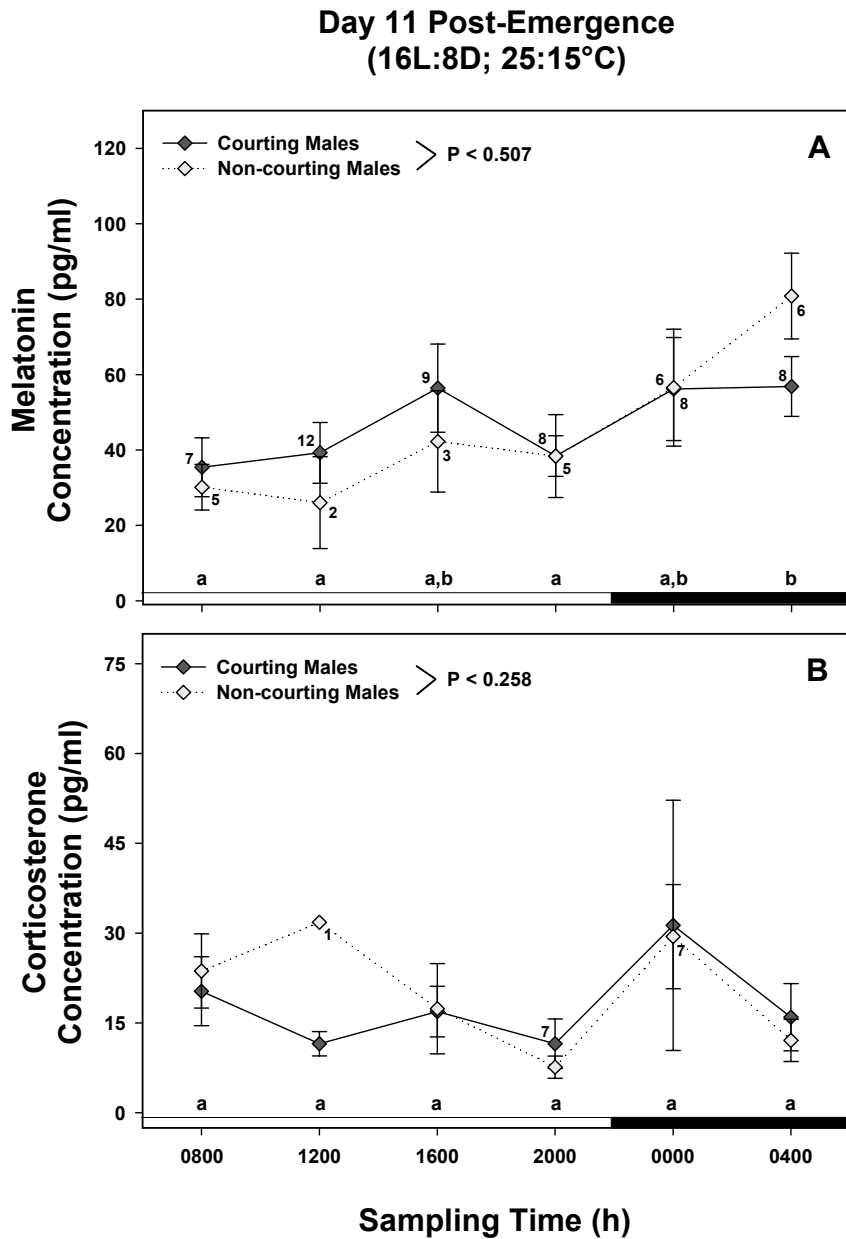 Day 11 Post-Emergence
(16L:8D; 25:15°C)
Melatonin
Concentration (pg/ml)
120
100
80
60
40
20
0
Courting Males
Non-courting Males
P < 0.507
A
7
5
12
2
9
3
8
5
6
8
6
8
a
a
a,b
a
a,b
b
Corticosterone
Concentration (pg/ml)
75
60
45
30
15
0
Courting Males
Non-courting Males
P < 0.258
B
1
7
7
a
a
a
a
a
a
0800
1200
1600
2000
0000
0400
Sampling Time (h)